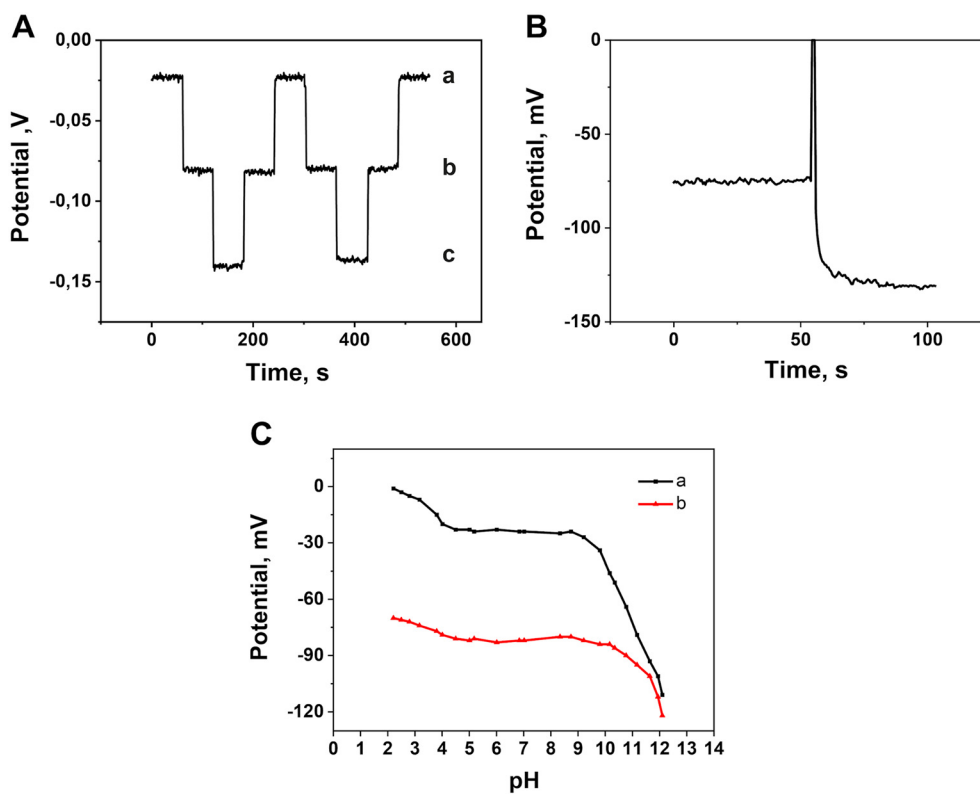 A
0,00
-0,05
-0,10
-0,15
Potential ,V
a
b
c
0
200
400
600
Time, s
B
0
-50
-100
-150
Potential, mV
0
50
100
Time, s
C
0
-30
-60
-90
-120
Potential, mV
a
b
0 1 2 3 4 5 6 7 8 9 10 11 12 13 14
pH